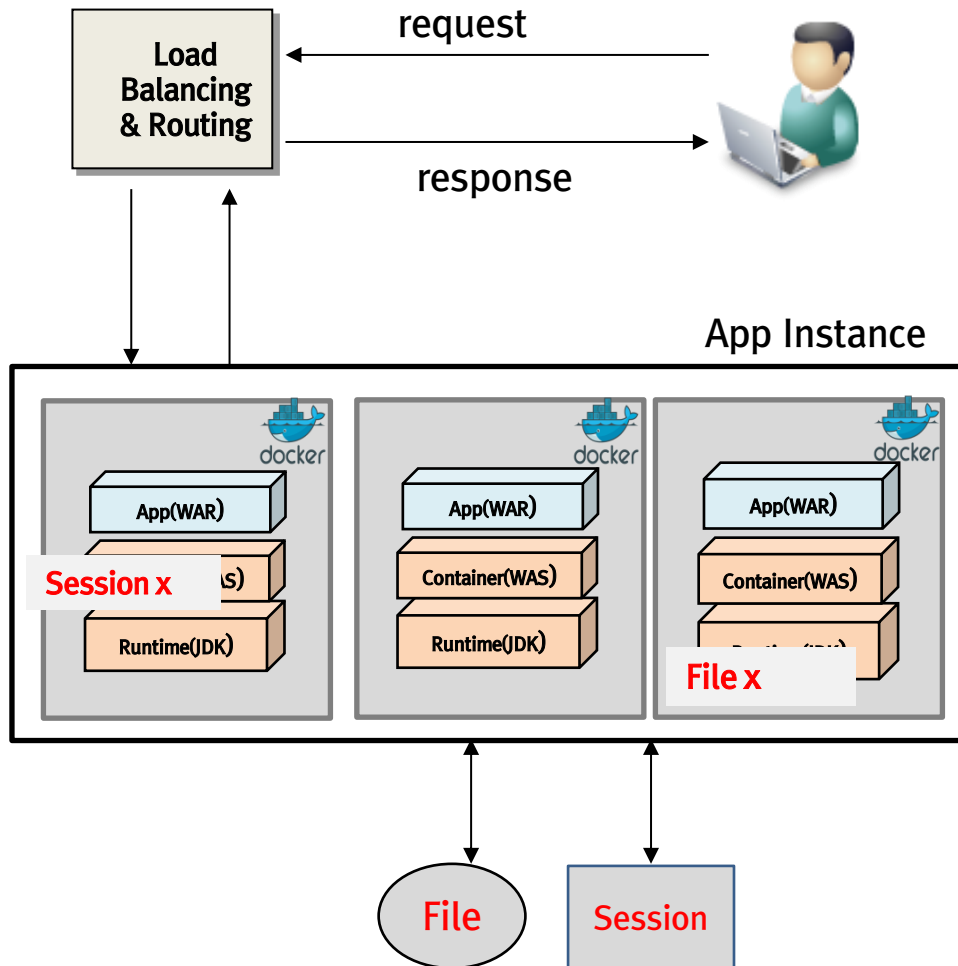 request
Load
Balancing
& Routing
response
App Instance
docker
docker
docker
App(WAR)
App(WAR)
App(WAR)
Session x
Container(WAS)
Container(WAS)
Runtime(JDK)
Runtime(JDK)
File x
File
Session